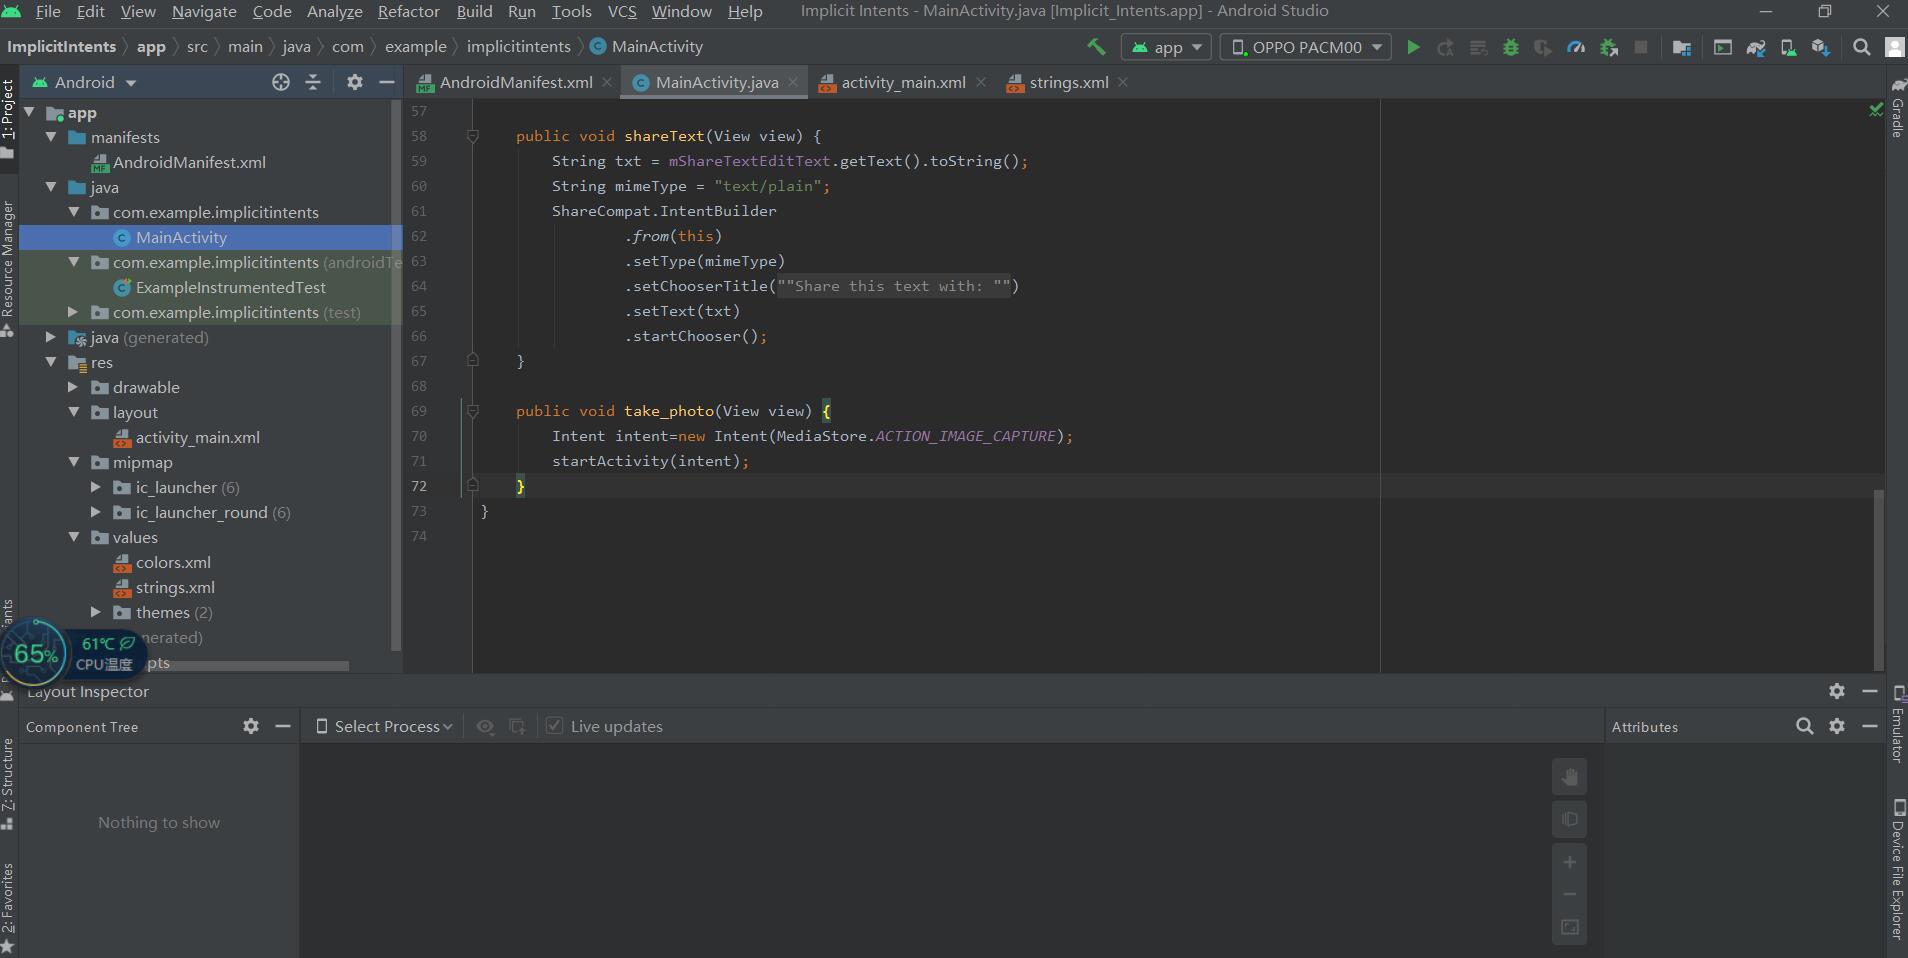 File Edit View Navigate Code Analyze Refactor Build Run Tools VCS Window Help Implicit Intents - MainActivity.java [Implicit_Intents.app] - Android Studio
ImplicitIntents app src main java com example implicitintents MainActivity app OPPO PACM00
Android AndroidManifest.xml MainActivity.java activity_main.xml strings.xml
1: Project
Resource Manager
7: Structure
2: Favorites
app
manifests
AndroidManifest.xml
java
com.example.implicitintents
MainActivity
com.example.implicitintents (androidTe
ExampleInstrumentedTest
com.example.implicitintents (test)
java (generated)
res
drawable
layout
activity_main.xml
mipmap
ic_launcher (6)
ic_launcher_round (6)
values
colors.xml
strings.xml
themes (2)
nerated)
pts
65%
61℃
CPU温度
57
58 public void shareText(View view) {
59 String txt = mShareTextEditText.getText().toString();
60 String mimeType = "text/plain";
61 ShareCompat.IntentBuilder
62 .from(this)
63 .setType(mimeType)
64 .setChooserTitle(""Share this text with: "")
65 .setText(txt)
66 .startChooser();
67 }
68
69 public void take_photo(View view) {
70 Intent intent=new Intent(MediaStore.ACTION_IMAGE_CAPTURE);
71 startActivity(intent);
72 }
73 }
74
Gradle
Emulator
Device File Explorer
Layout Inspector
Component Tree Select Process Live updates Attributes
Nothing to show